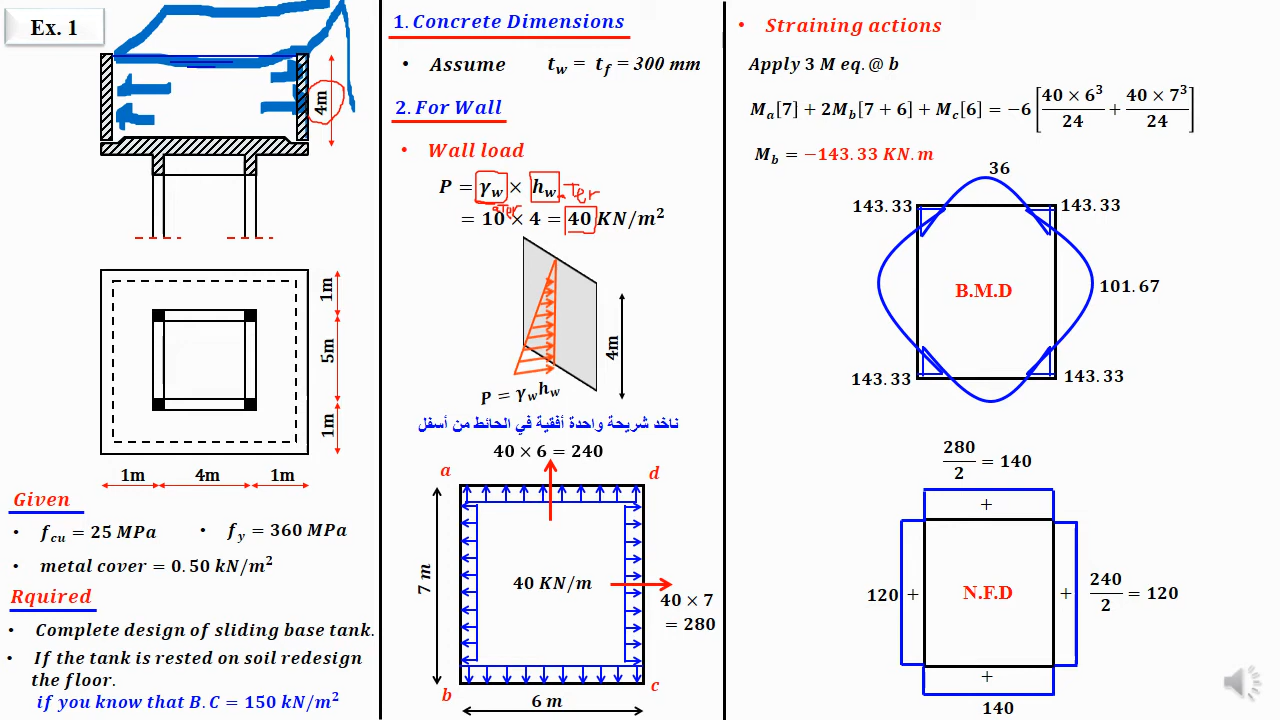 Ex. 1
4m
1m
5m
1m
1m
4m
1m
Given
• f_cu = 25 MPa
• f_y = 360 MPa
• metal cover = 0.50 kN/m²
Rquired
• Complete design of sliding base tank.
• If the tank is rested on soil redesign
the floor.
if you know that B.C = 150 kN/m²
1. Concrete Dimensions
• Assume t_w = t_f = 300 mm
2. For Wall
• Wall load
P = γ_w × h_w
ater
Ter
= 10 × 4 = 40 KN/m²
4m
P = γ_w h_w
ناخد شريحة واحدة أفقية في الحائط من أسفل
40 × 6 = 240
a
d
7 m
40 KN/m
40 × 7
= 280
b
c
6 m
• Straining actions
Apply 3 M eq. @ b
M_a[7] + 2M_b[7 + 6] + M_c[6] = −6 [40 × 6³/24 + 40 × 7³/24]
M_b = −143.33 KN.m
36
143.33
143.33
B.M.D
101.67
143.33
143.33
280/2 = 140
+
120 +
N.F.D
+ 240/2 = 120
+
140